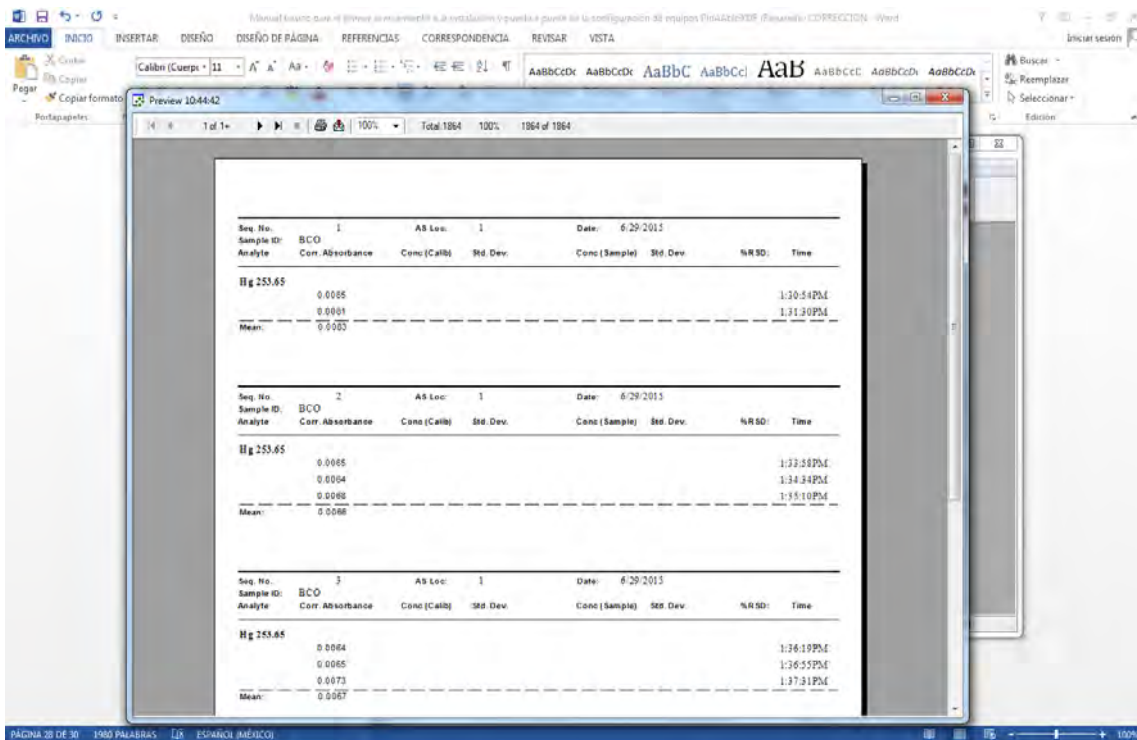 Manual basico para el
Word
Iniciar sesión
ARCHIVO INICIO INSERTAR DISEÑO DISEÑO DE PÁGINA REFERENCIAS CORRESPONDENCIA REVISAR VISTA
Cortar
Copiar
Copiar formato
Pegar
Portapapeles
Calibri (Cuerpo 11
AaBbCcDc AaBbCcDc AaBbC AaBbCcl AaB AaBbCcC AaBbCcDi AaBbCcDc
Buscar
Reemplazar
Seleccionar
Edición
Preview 10:44:42
1 of 1+ 100% Total:1864 100% 1864 of 1864
Seq. No. 1 AS Loc: 1 Date: 6/29/2015
Sample ID: BCO
Analyte Corr. Absorbance Conc (Calib) Std. Dev. Conc (Sample) Std. Dev. %RSD: Time
Hg 253.65
0.0085 1:30:54PM
0.0081 1:31:30PM
Mean: 0.0083
Seq. No. 2 AS Loc: 1 Date: 6/29/2015
Sample ID: BCO
Analyte Corr. Absorbance Conc (Calib) Std. Dev. Conc (Sample) Std. Dev. %RSD: Time
Hg 253.65
0.0065 1:33:58PM
0.0064 1:34:34PM
0.0068 1:35:10PM
Mean: 0.0066
Seq. No. 3 AS Loc: 1 Date: 6/29/2015
Sample ID: BCO
Analyte Corr. Absorbance Conc (Calib) Std. Dev. Conc (Sample) Std. Dev. %RSD: Time
Hg 253.65
0.0064 1:36:19PM
0.0065 1:36:55PM
0.0073 1:37:31PM
Mean: 0.0067
PÁGINA 28 DE 30 1980 PALABRAS ESPAÑOL (MÉXICO) 100%